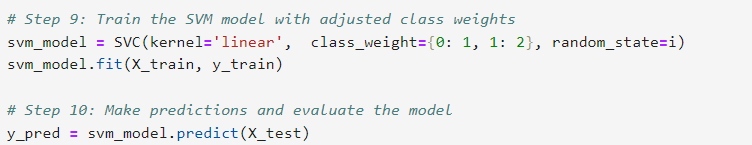 # Step 9: Train the SVM model with adjusted class weights
svm_model = SVC(kernel='linear',  class_weight={0: 1, 1: 2}, random_state=i)
svm_model.fit(X_train, y_train)
# Step 10: Make predictions and evaluate the model
y_pred = svm_model.predict(X_test)